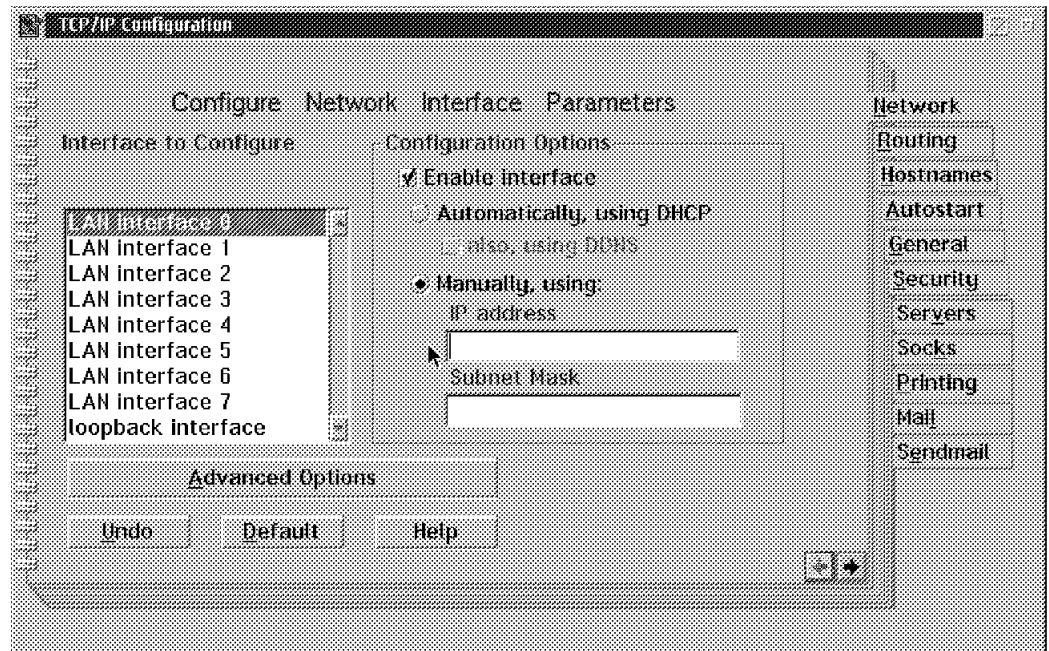 TCP/IP Configuration
Configure Network Interface Parameters
Interface to Configure
LAN interface 0
LAN interface 1
LAN interface 2
LAN interface 3
LAN interface 4
LAN interface 5
LAN interface 6
LAN interface 7
loopback interface
Configuration Options
Enable interface
Automatically, using DHCP
also, using DDNS
Manually, using:
IP address
Subnet Mask
Advanced Options
Undo
Default
Help
Network
Routing
Hostnames
Autostart
General
Security
Servers
Socks
Printing
Mail
Sendmail